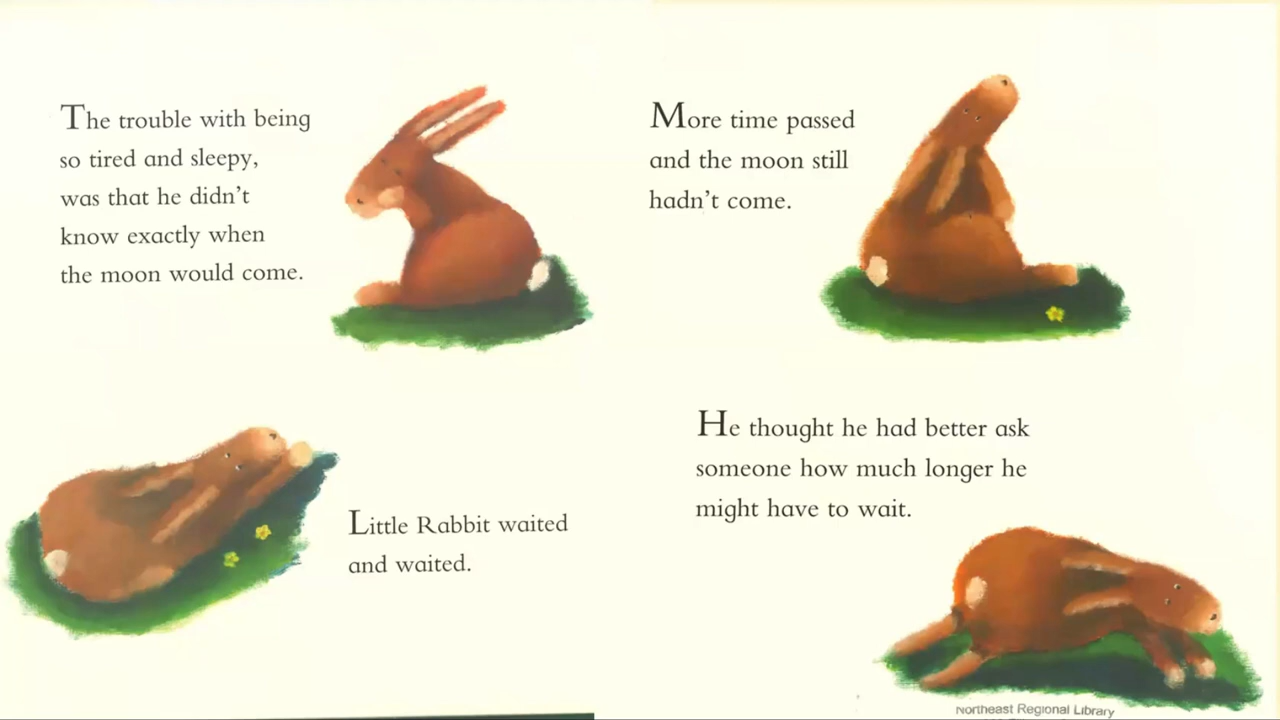 The trouble with being
so tired and sleepy,
was that he didn't
know exactly when
the moon would come.
Little Rabbit waited
and waited.
More time passed
and the moon still
hadn't come.
He thought he had better ask
someone how much longer he
might have to wait.
Northeast Regional Library